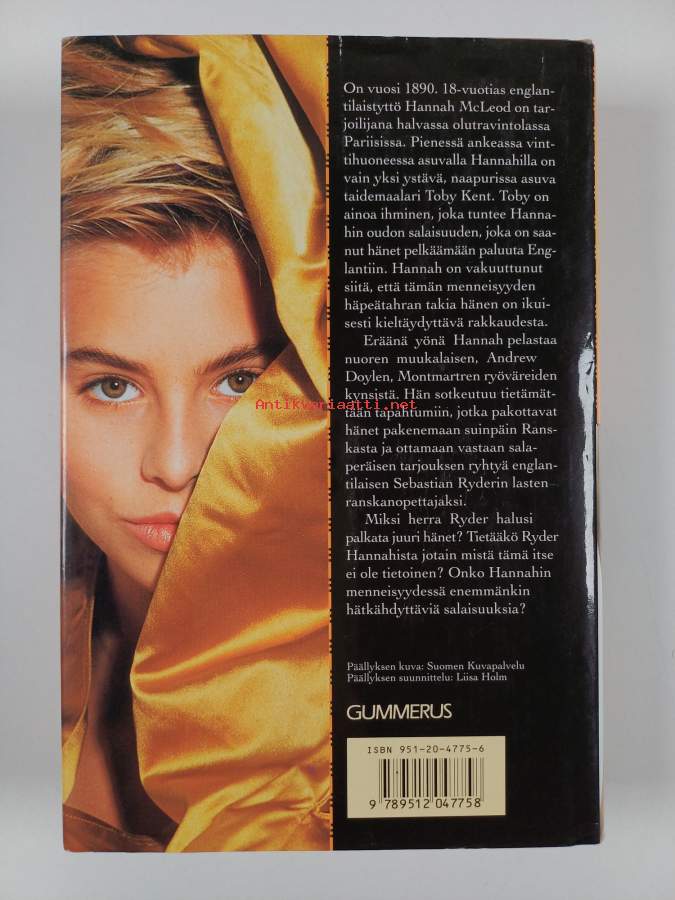 On vuosi 1890. 18-vuotias englan-
tilaistyttö Hannah McLeod on tar-
joilijana halvassa olutravintolassa
Pariisissa. Pienessä ankeassa vint-
tihuoneessa asuvalla Hannahilla on
vain yksi ystävä, naapurissa asuva
taidemaalari Toby Kent. Toby on
ainoa ihminen, joka tuntee Hanna-
hin oudon salaisuuden, joka on saa-
nut hänet pelkäämään paluuta Eng-
lantiin. Hannah on vakuuttunut
siitä, että tämän menneisyyden
häpeätahran takia hänen on ikui-
sesti kieltäydyttävä rakkaudesta.
Eräänä yönä Hannah pelastaa
nuoren muukalaisen, Andrew
Doylen, Montmartren ryöväreiden
kynsistä. Hän sotkeutuu tietämät-
tään tapahtumiin, jotka pakottavat
hänet pakenemaan suinpäin Rans-
kasta ja ottamaan vastaan sala-
peräisen tarjouksen ryhtyä englan-
tilaisen Sebastian Ryderin lasten
ranskanopettajaksi.
Miksi herra Ryder halusi
palkata juuri hänet? Tietääkö Ryder
Hannahista jotain mistä tämä itse
ei ole tietoinen? Onko Hannahin
menneisyydessä enemmänkin
hätkähdyttäviä salaisuuksia?
Antikvariaatti.net
Päällyksen kuva: Suomen Kuvapalvelu
Päällyksen suunnittelu: Liisa Holm
GUMMERUS
ISBN 951-20-4775-6
9 789512 047758